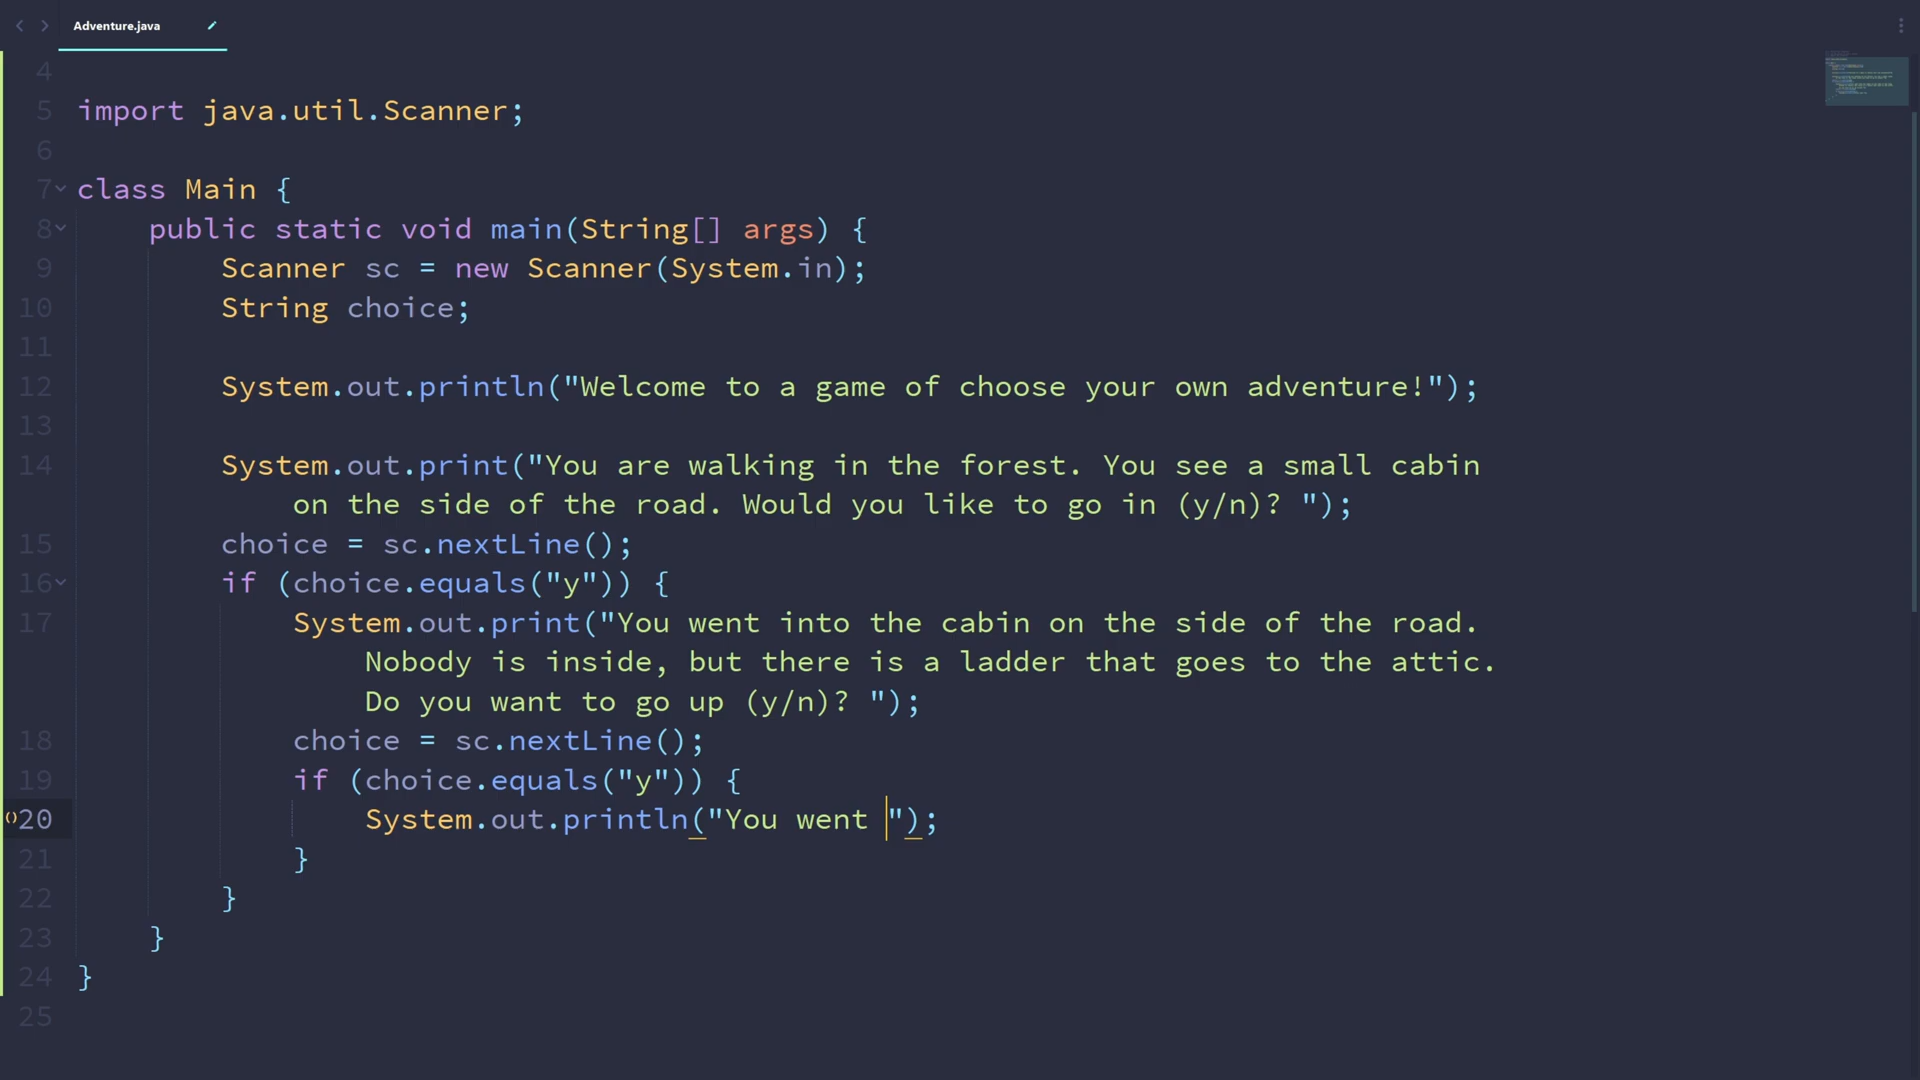 Adventure.java
4
5 import java.util.Scanner;
6
7 class Main {
8 public static void main(String[] args) {
9 Scanner sc = new Scanner(System.in);
10 String choice;
11
12 System.out.println("Welcome to a game of choose your own adventure!");
13
14 System.out.print("You are walking in the forest. You see a small cabin
on the side of the road. Would you like to go in (y/n)? ");
15 choice = sc.nextLine();
16 if (choice.equals("y")) {
17 System.out.print("You went into the cabin on the side of the road.
Nobody is inside, but there is a ladder that goes to the attic.
Do you want to go up (y/n)? ");
18 choice = sc.nextLine();
19 if (choice.equals("y")) {
20 System.out.println("You went ");
21 }
22 }
23 }
24 }
25